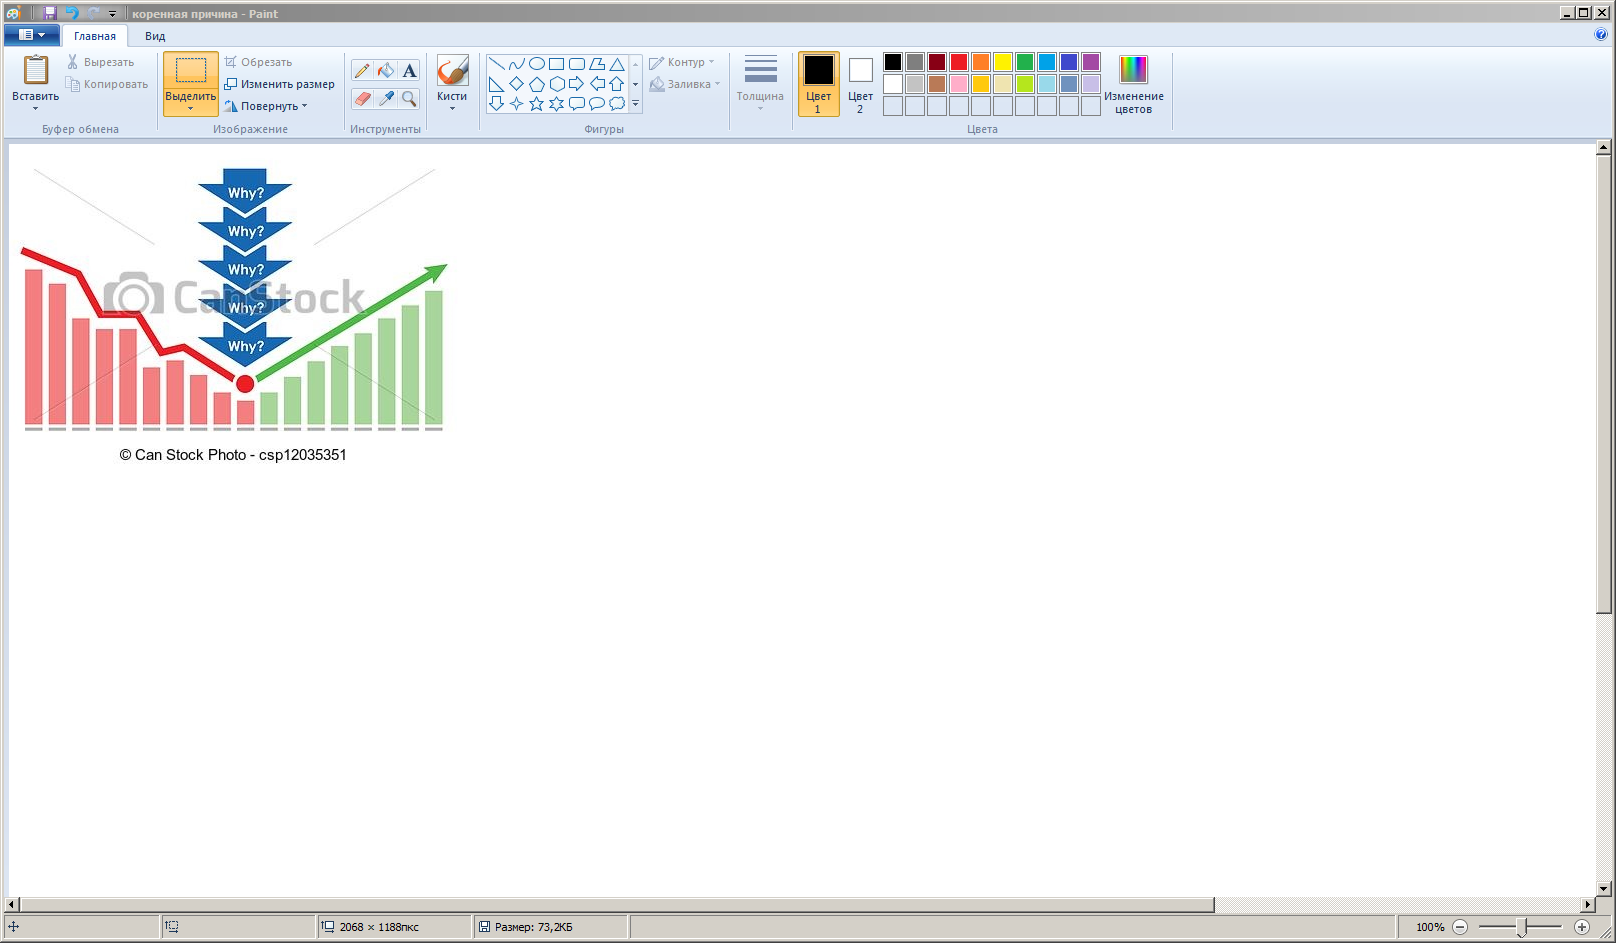 коренная причина - Paint
Главная
Вид
Вставить
Вырезать
Копировать
Буфер обмена
Выделить
Обрезать
Изменить размер
Повернуть
Изображение
A
Инструменты
Кисти
Контур
Заливка
Фигуры
Толщина
Цвет
1
Цвет
2
Изменение
цветов
Цвета
Why?
Why?
Why?
Why?
Why?
CanStock
© Can Stock Photo - csp12035351
2068 × 1188пкс
Размер: 73,2КБ
100%